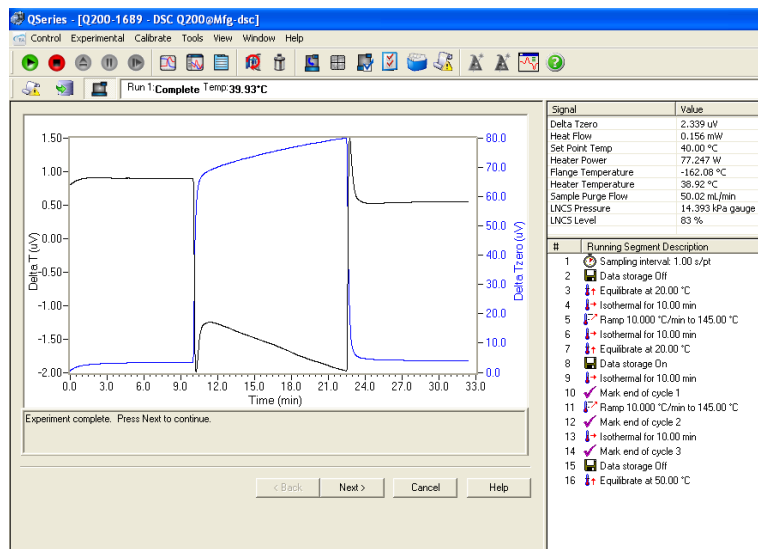 QSeries - [Q200-1689 - DSC Q200@Mfg-dsc]
Control Experimental Calibrate Tools View Window Help
Run 1:Complete Temp:39.93°C
Signal Value
Delta Tzero 2.339 uV
Heat Flow 0.156 mW
Set Point Temp 40.00 °C
Heater Power 77.247 W
Flange Temperature -162.08 °C
Heater Temperature 38.92 °C
Sample Purge Flow 50.02 mL/min
LNCS Pressure 14.393 kPa gauge
LNCS Level 83 %
# Running Segment Description
1 Sampling interval: 1.00 s/pt
2 Data storage Off
3 Equilibrate at 20.00 °C
4 Isothermal for 10.00 min
5 Ramp 10.000 °C/min to 145.00 °C
6 Isothermal for 10.00 min
7 Equilibrate at 20.00 °C
8 Data storage On
9 Isothermal for 10.00 min
10 Mark end of cycle 1
11 Ramp 10.000 °C/min to 145.00 °C
12 Mark end of cycle 2
13 Isothermal for 10.00 min
14 Mark end of cycle 3
15 Data storage Off
16 Equilibrate at 50.00 °C
Delta T (uV)
1.50
1.00
0.50
0.00
-0.50
-1.00
-1.50
-2.00
80.0
70.0
60.0
50.0
40.0
30.0
20.0
10.0
0.0
Delta Tzero (uV)
0.0 3.0 6.0 9.0 12.0 15.0 18.0 21.0 24.0 27.0 30.0 33.0
Time (min)
Experiment complete. Press Next to continue.
< Back Next > Cancel Help